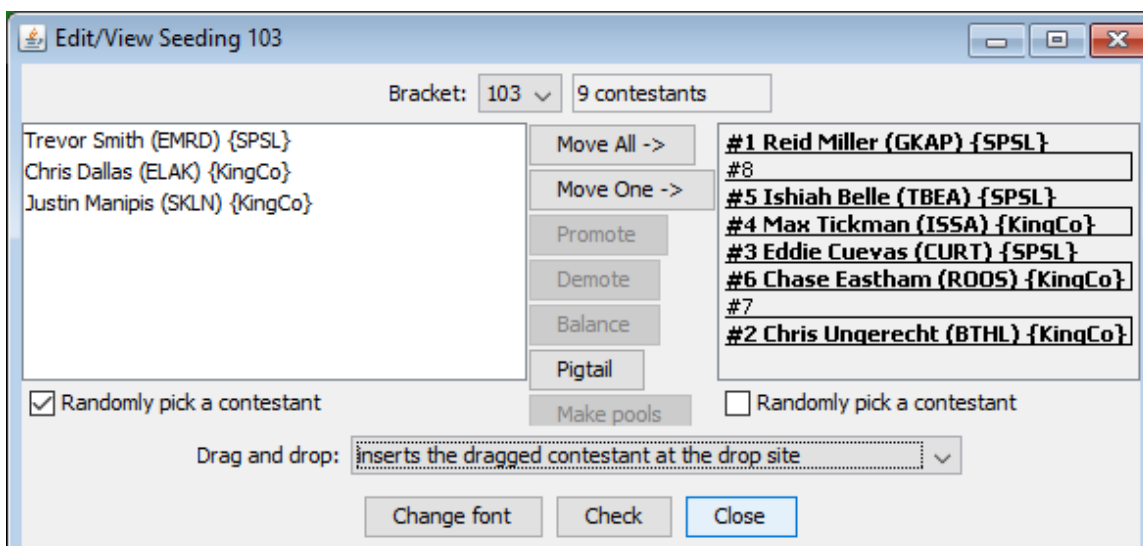 Edit/View Seeding 103
Bracket: 103 9 contestants
Trevor Smith (EMRD) {SPSL}
Chris Dallas (ELAK) {KingCo}
Justin Manipis (SKLN) {KingCo}
Move All ->
Move One ->
Promote
Demote
Balance
Pigtail
Make pools
#1 Reid Miller (GKAP) {SPSL}
#8
#5 Ishiah Belle (TBEA) {SPSL}
#4 Max Tickman (ISSA) {KingCo}
#3 Eddie Cuevas (CURT) {SPSL}
#6 Chase Eastham (ROOS) {KingCo}
#7
#2 Chris Ungerecht (BTHL) {KingCo}
Randomly pick a contestant
Randomly pick a contestant
Drag and drop: inserts the dragged contestant at the drop site
Change font Check Close